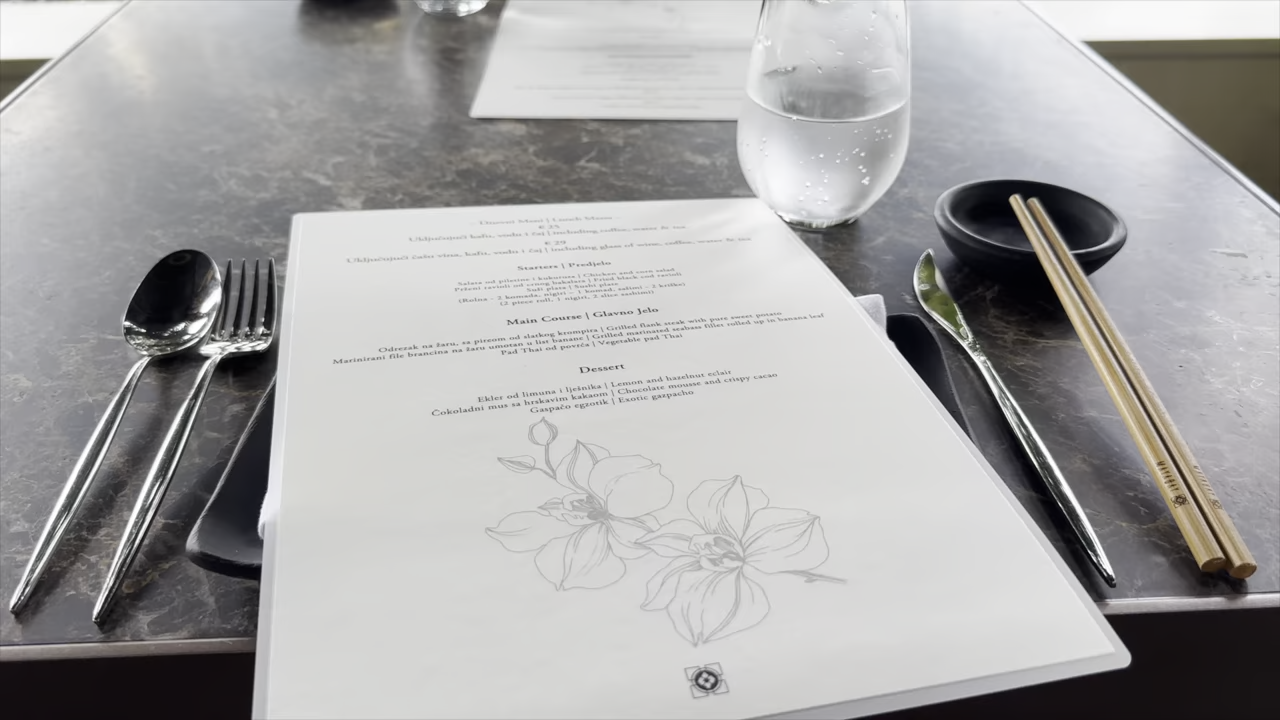 Lunch Menu
€ 25
Uključujući kafu, vodu i čaj | including coffee, water & tea
€ 29
Uključujući čašu vina, kafu, vodu i čaj | including glass of wine, coffee, water & tea
Starters | Predjelo
Salata od piletine i kukuruza | Chicken and corn salad
Prženi ravioli od crnog bakalara | Fried black cod ravioli
Suši plata | Sushi plate
(Rolna - 2 komada, nigiri - 1 komad, sašimi - 2 kriške)
(2 piece roll, 1 nigiri, 2 slice sashimi)
Main Course | Glavno Jelo
Odrezak na žaru, sa pireom od slatkog krompira | Grilled flank steak with pure sweet potato
Marinirani file brancina na žaru umotan u list banane | Grilled marinated seabass fillet rolled up in banana leaf
Pad Thai od povrća | Vegetable pad Thai
Dessert
Ekler od limuna i lješnika | Lemon and hazelnut eclair
Čokoladni mus sa hrskavim kakaom | Chocolate mousse and crispy cacao
Gaspačo egzotik | Exotic gazpacho